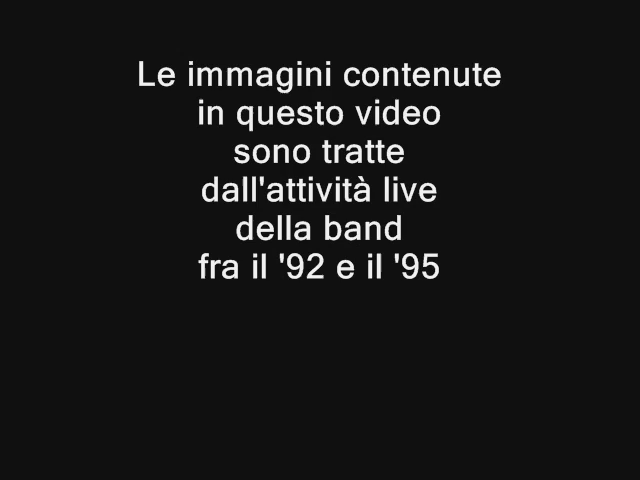 Le immagini contenute
in questo video
sono tratte
dall'attività live
della band
fra il '92 e il '95